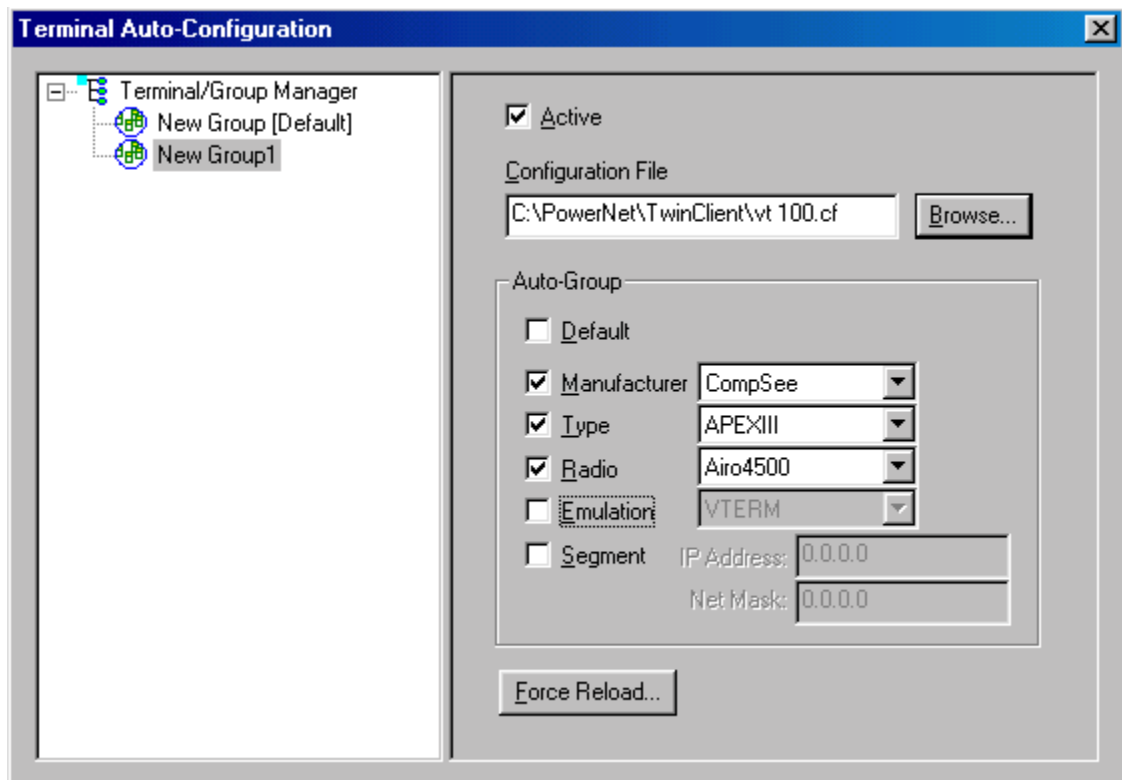 Terminal Auto-Configuration
Terminal/Group Manager
New Group [Default]
New Group1
Active
Configuration File
C:\PowerNet\TwinClient\vt 100.cf
Browse...
Auto-Group
Default
Manufacturer CompSee
Type APEXIII
Radio Airo4500
Emulation VTERM
Segment IP Address: 0.0.0.0
Net Mask: 0.0.0.0
Force Reload...